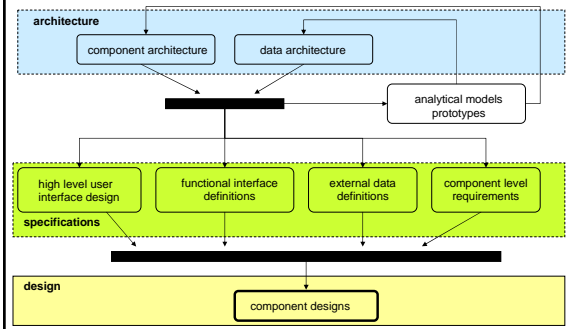 architecture
component architecture
data architecture
analytical models
prototypes
high level user
interface design
functional interface
definitions
external data
definitions
component level
requirements
specifications
design
component designs